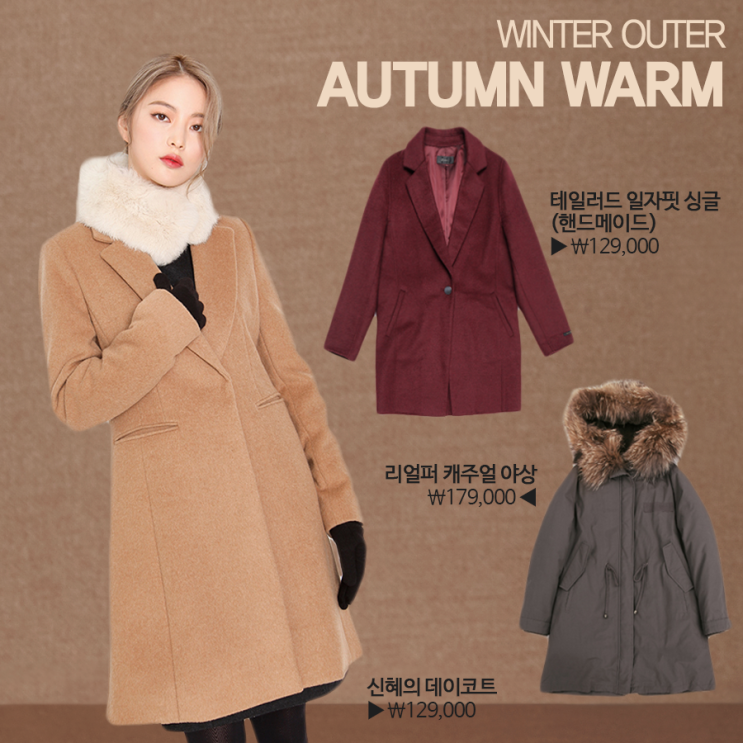 WINTER OUTER
AUTUMN WARM
테일러드 일자핏 싱글
(핸드메이드)
▶ ₩129,000
리얼퍼 캐주얼 야상
₩179,000 ◀
신혜의 데이코트
▶ ₩129,000